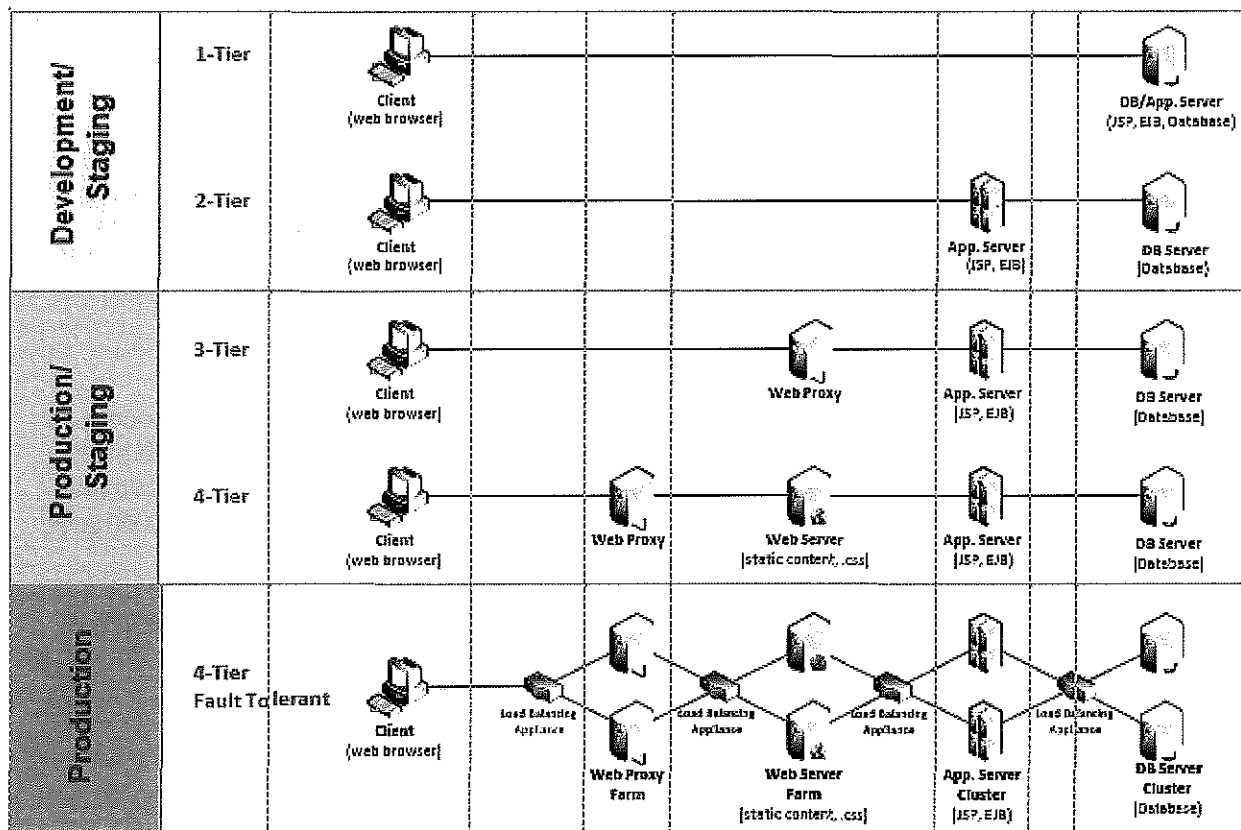 Development/
Staging
1-Tier
Client
(web browser)
DB/App. Server
(JSP, EJB, Database)
2-Tier
Client
(web browser)
App. Server
(JSP, EJB)
DB Server
(Database)
Production/
Staging
3-Tier
Client
(web browser)
Web Proxy
App. Server
(JSP, EJB)
DB Server
(Database)
4-Tier
Client
(web browser)
Web Proxy
Web Server
(static content, .css)
App. Server
(JSP, EJB)
DB Server
(Database)
Production
4-Tier
Fault Tolerant
Client
(web browser)
Load Balancing
Appliance
Web Proxy
Farm
Load Balancing
Appliance
Web Server
Farm
(static content, .css)
Load Balancing
Appliance
App. Server
Cluster
(JSP, EJB)
Load Balancing
Appliance
DB Server
Cluster
(Database)